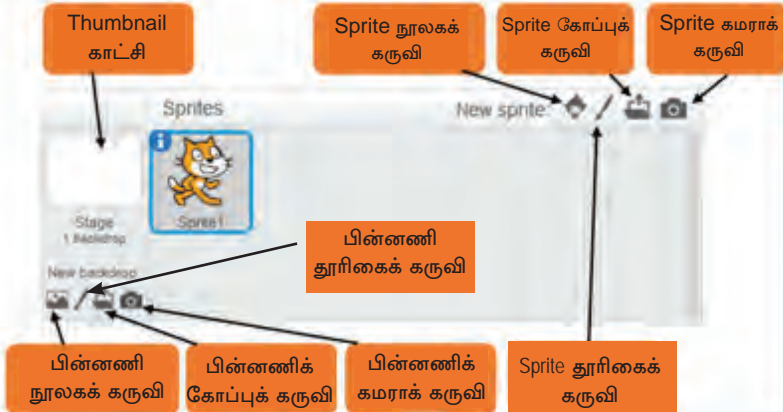 Thumbnail
காட்சி
Sprite நூலகக்
கருவி
Sprite கோப்புக்
கருவி
Sprite கமராக்
கருவி
Sprites
New sprite:
Stage
1 Backdrop
Sprite1
New backdrop
பின்னணி
தூரிகைக் கருவி
பின்னணி
நூலகக் கருவி
பின்னணிக்
கோப்புக் கருவி
பின்னணிக்
கமராக் கருவி
Sprite தூரிகைக்
கருவி